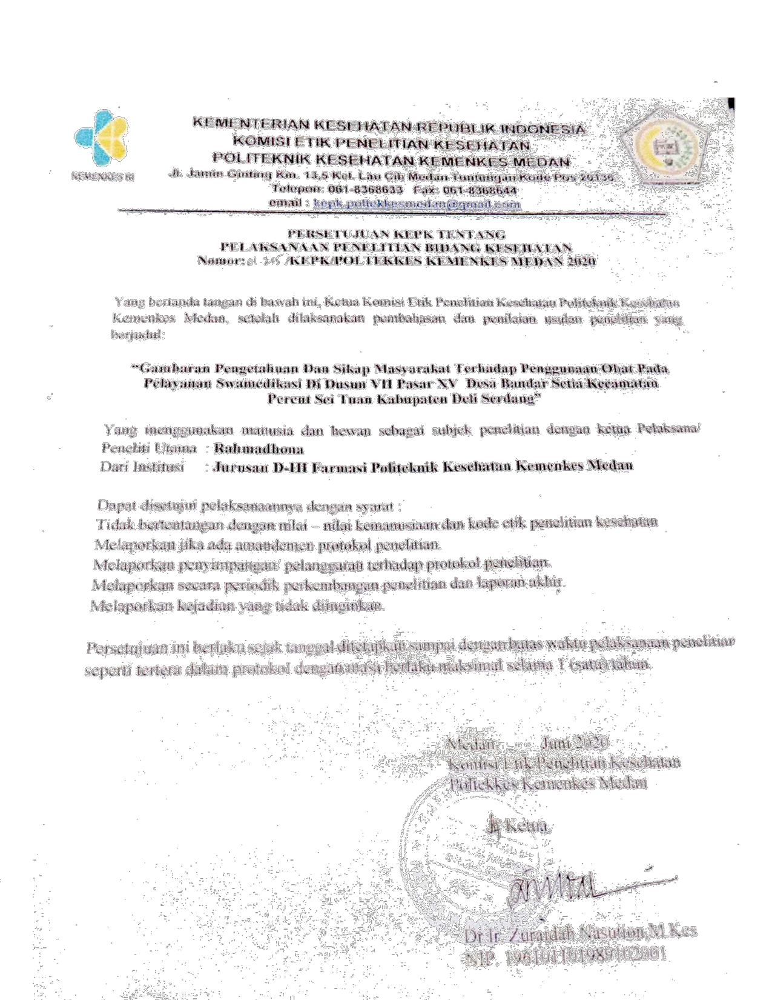 KEMENKES RI
KEMENTERIAN KESEHATAN REPUBLIK INDONESIA
KOMISI ETIK PENELITIAN KESEHATAN
POLITEKNIK KESEHATAN KEMENKES MEDAN
Jl. Jamin Ginting Km. 13,5 Kel. Lau Cih Medan Tuntungan Kode Pos 20136
Telepon: 061-8368633 Fax: 061-8368644
email : kepk.poltekkesmedan@gmail.com
PERSETUJUAN KEPK TENTANG
PELAKSANAAN PENELITIAN BIDANG KESEHATAN
Nomor: /KEPK/POLTEKKES KEMENKES MEDAN 2020
Yang bertanda tangan di bawah ini, Ketua Komisi Etik Penelitian Kesehatan Politeknik Kesehatan
Kemenkes Medan, setelah dilaksanakan pembahasan dan penilaian usulan penelitian yang
berjudul:
“Gambaran Pengetahuan Dan Sikap Masyarakat Terhadap Penggunaan Obat Pada
Pelayanan Swamedikasi Di Dusun VII Pasar XV Desa Bandar Setia Kecamatan
Percut Sei Tuan Kabupaten Deli Serdang”
Yang menggunakan manusia dan hewan sebagai subjek penelitian dengan ketua Pelaksana/
Peneliti Utama : Rahmadhona
Dari Institusi : Jurusan D-III Farmasi Politeknik Kesehatan Kemenkes Medan
Dapat disetujui pelaksanaannya dengan syarat :
Tidak bertentangan dengan nilai – nilai kemanusiaan dan kode etik penelitian kesehatan
Melaporkan jika ada amandemen protokol penelitian.
Melaporkan penyimpangan/ pelanggaran terhadap protokol penelitian.
Melaporkan secara periodik perkembangan penelitian dan laporan akhir.
Melaporkan kejadian yang tidak diinginkan.
Persetujuan ini berlaku sejak tanggal ditetapkan sampai dengan batas waktu pelaksanaan penelitian
seperti tertera dalam protokol dengan masa berlaku maksimal selama 1 (satu) tahun.
Medan, Juni 2020
Komisi Etik Penelitian Kesehatan
Poltekkes Kemenkes Medan
Ketua,
Dr.Ir. Zuraidah Nasution,M.Kes
NIP. 196101101989102001